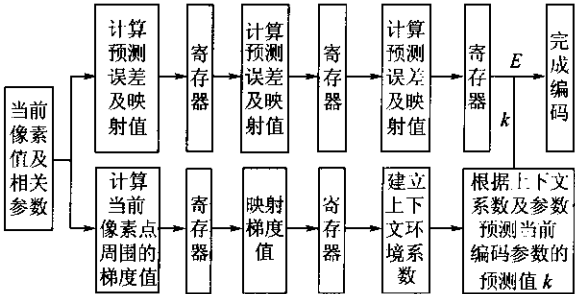 当前
像素
值及
相关
参数
计算
预测
误差
及映
射值
寄
存
器
计算
预测
误差
及映
射值
寄
存
器
计算
预测
误差
及映
射值
寄
存
器
E
k
完
成
编
码
计算
当前
像素点
周围的
梯度值
寄
存
器
映射
梯度
值
寄
存
器
建立
上下
文环
境系
数
根据上下文
系数及参数
预测当前
编码参数的
预测值 k